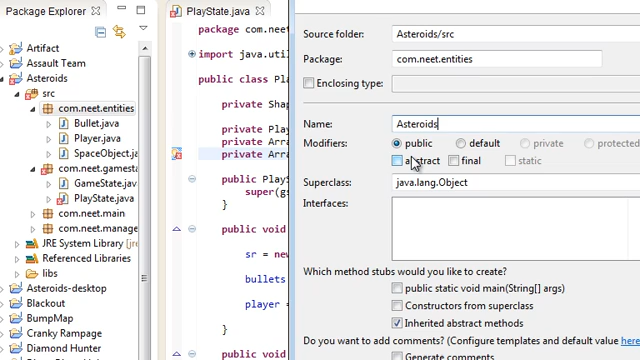 Package Explorer
Artifact
Assault Team
Asteroids
src
com.neet.entities
Bullet.java
Player.java
SpaceObject.j
com.neet.gamest
GameState.j
PlayState.java
com.neet.main
com.neet.manage
JRE System Library [
Referenced Libraries
libs
Asteroids-desktop
Blackout
BumpMap
Cranky Rampage
Diamond Hunter
Digital Monster
PlayState.java
package com.nee
import java.uti
public class Pl
private Shap
private Play
private Arra
private Arra
public PlayS
super(gs
}
public void
sr = new
bullets
player =
}
public void
Source folder: Asteroids/src
Package: com.neet.entities
Enclosing type:
Name: Asteroids
Modifiers: public default private protected
abstract final static
Superclass: java.lang.Object
Interfaces:
Which method stubs would you like to create?
public static void main(String[] args)
Constructors from superclass
Inherited abstract methods
Do you want to add comments? (Configure templates and default value here
Generate comments